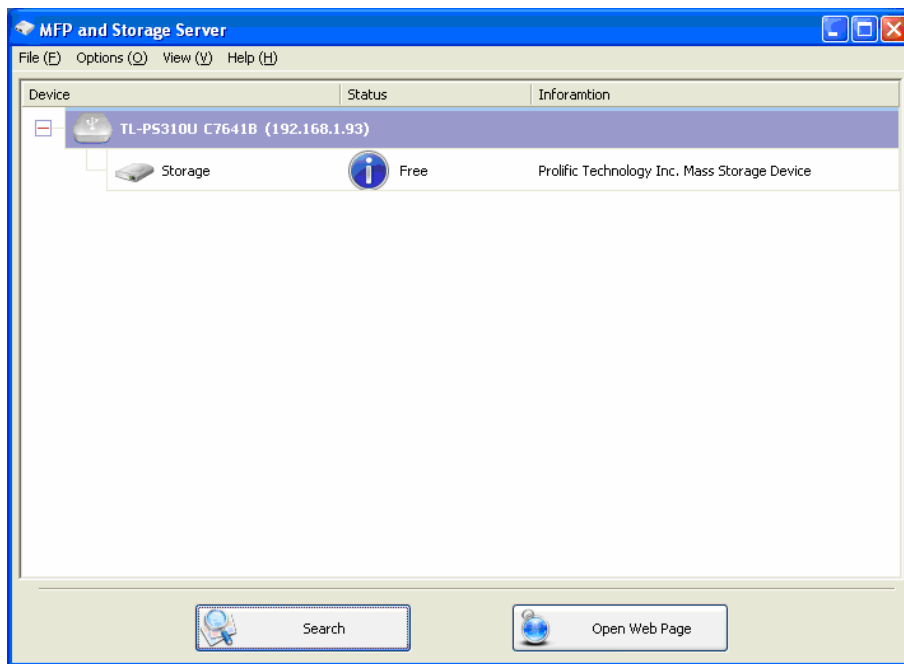 MFP and Storage Server
File (F) Options (O) View (V) Help (H)
Device Status Inforamtion
TL-PS310U C7641B (192.168.1.93)
Storage Free Prolific Technology Inc. Mass Storage Device
Search Open Web Page